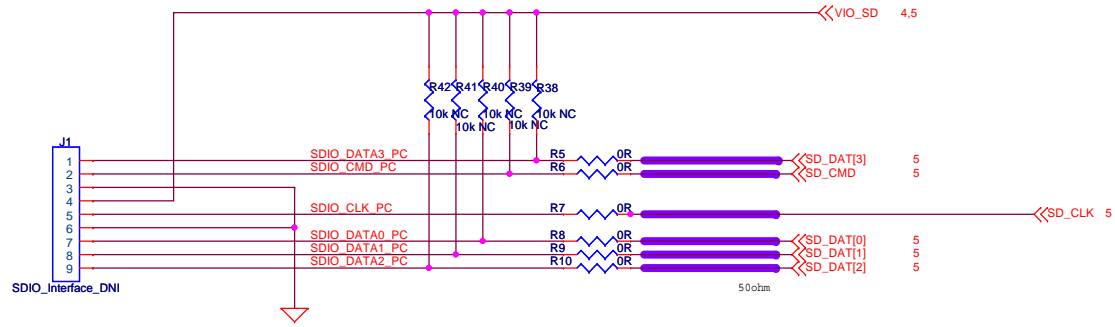 VIO_SD 4,5
R42 R41 R40 R39 R38
10k NC 10k NC 10k NC 10k NC 10k NC
J1
1 SDIO_DATA3_PC R5 0R SD_DAT[3] 5
2 SDIO_CMD_PC R6 0R SD_CMD 5
3
4
5 SDIO_CLK_PC R7 0R SD_CLK 5
6
7 SDIO_DATA0_PC R8 0R SD_DAT[0] 5
8 SDIO_DATA1_PC R9 0R SD_DAT[1] 5
9 SDIO_DATA2_PC R10 0R SD_DAT[2] 5
SDIO_Interface_DNI 50ohm